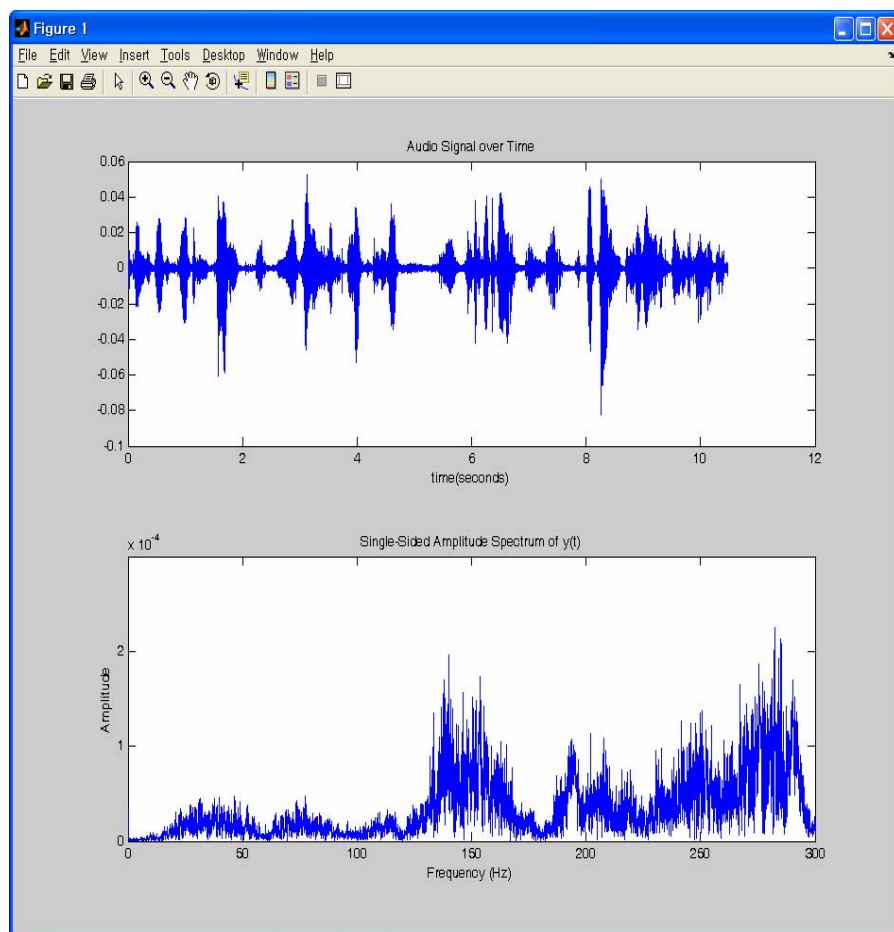 Figure 1
File Edit View Insert Tools Desktop Window Help
Audio Signal over Time
0.06
0.04
0.02
0
-0.02
-0.04
-0.06
-0.08
-0.1
0 2 4 6 8 10 12
time(seconds)
x 10^-4
Single-Sided Amplitude Spectrum of y(t)
2
1
0
Amplitude
0 50 100 150 200 250 300
Frequency (Hz)